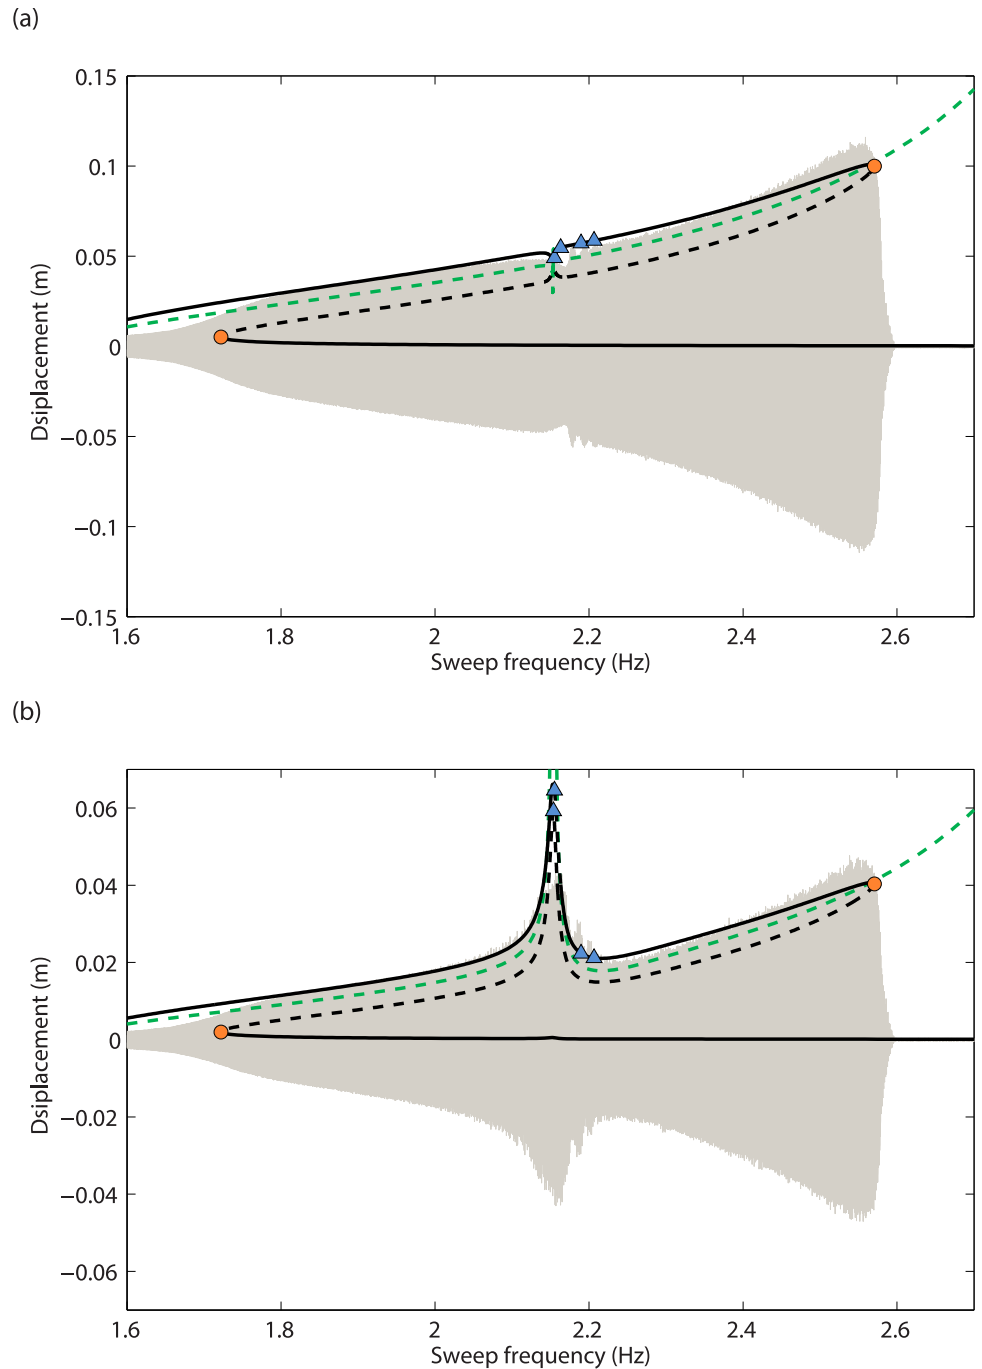 (a)
0.15
0.1
0.05
0
−0.05
−0.1
−0.15
Dsiplacement (m)
1.6 1.8 2 2.2 2.4 2.6
Sweep frequency (Hz)
(b)
0.06
0.04
0.02
0
−0.02
−0.04
−0.06
Dsiplacement (m)
1.6 1.8 2 2.2 2.4 2.6
Sweep frequency (Hz)